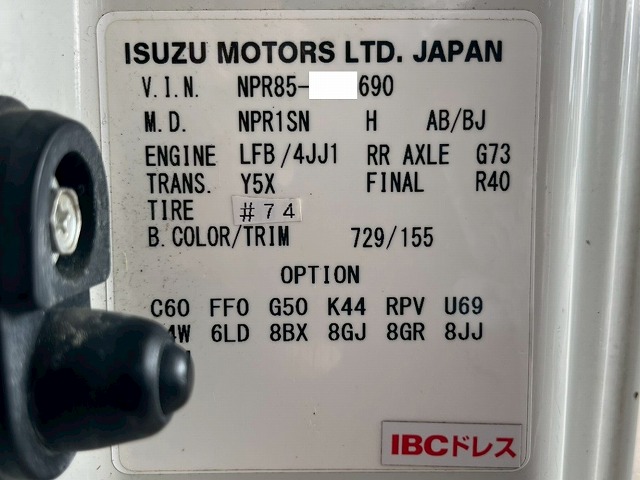 ISUZU MOTORS LTD. JAPAN
V.I.N. NPR85- 690
M.D. NPR1SN H AB/BJ
ENGINE LFB/4JJ1 RR AXLE G73
TRANS. Y5X FINAL R40
TIRE #74
B.COLOR/TRIM 729/155
OPTION
C60 FF0 G50 K44 RPV U69
6LD 8BX 8GJ 8GR 8JJ
IBCドレス